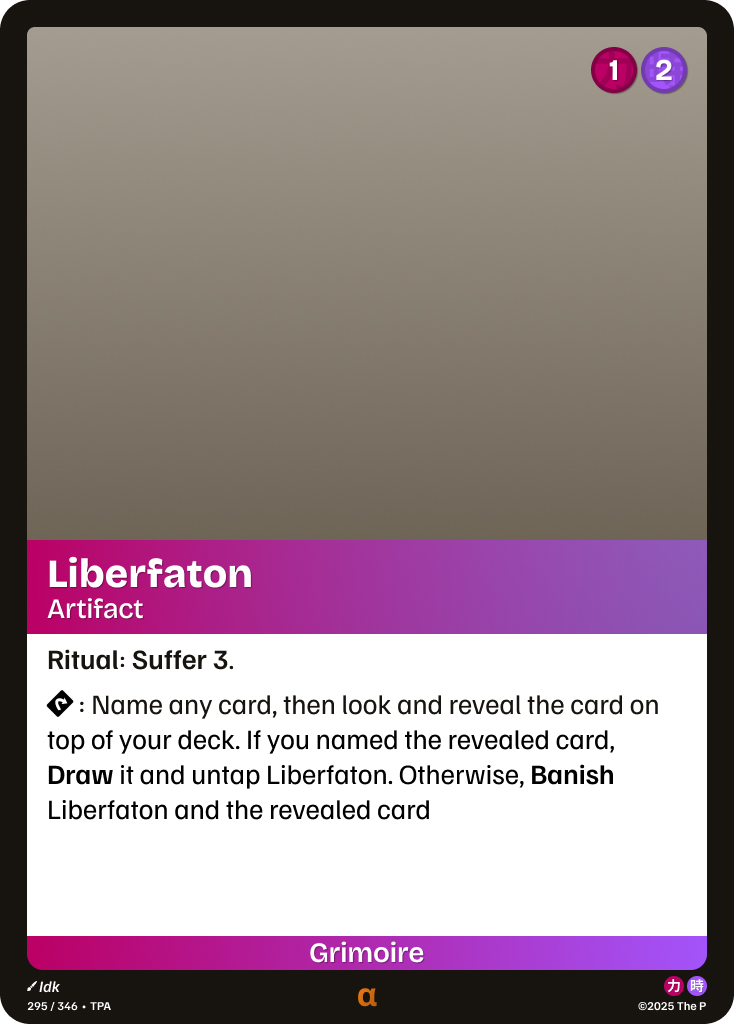 1 2
Liberfaton
Artifact
Ritual: Suffer 3.
: Name any card, then look and reveal the card on
top of your deck. If you named the revealed card,
Draw it and untap Liberfaton. Otherwise, Banish
Liberfaton and the revealed card
Grimoire
Idk
295 / 346 • TPA
α
力 時
©2025 The P